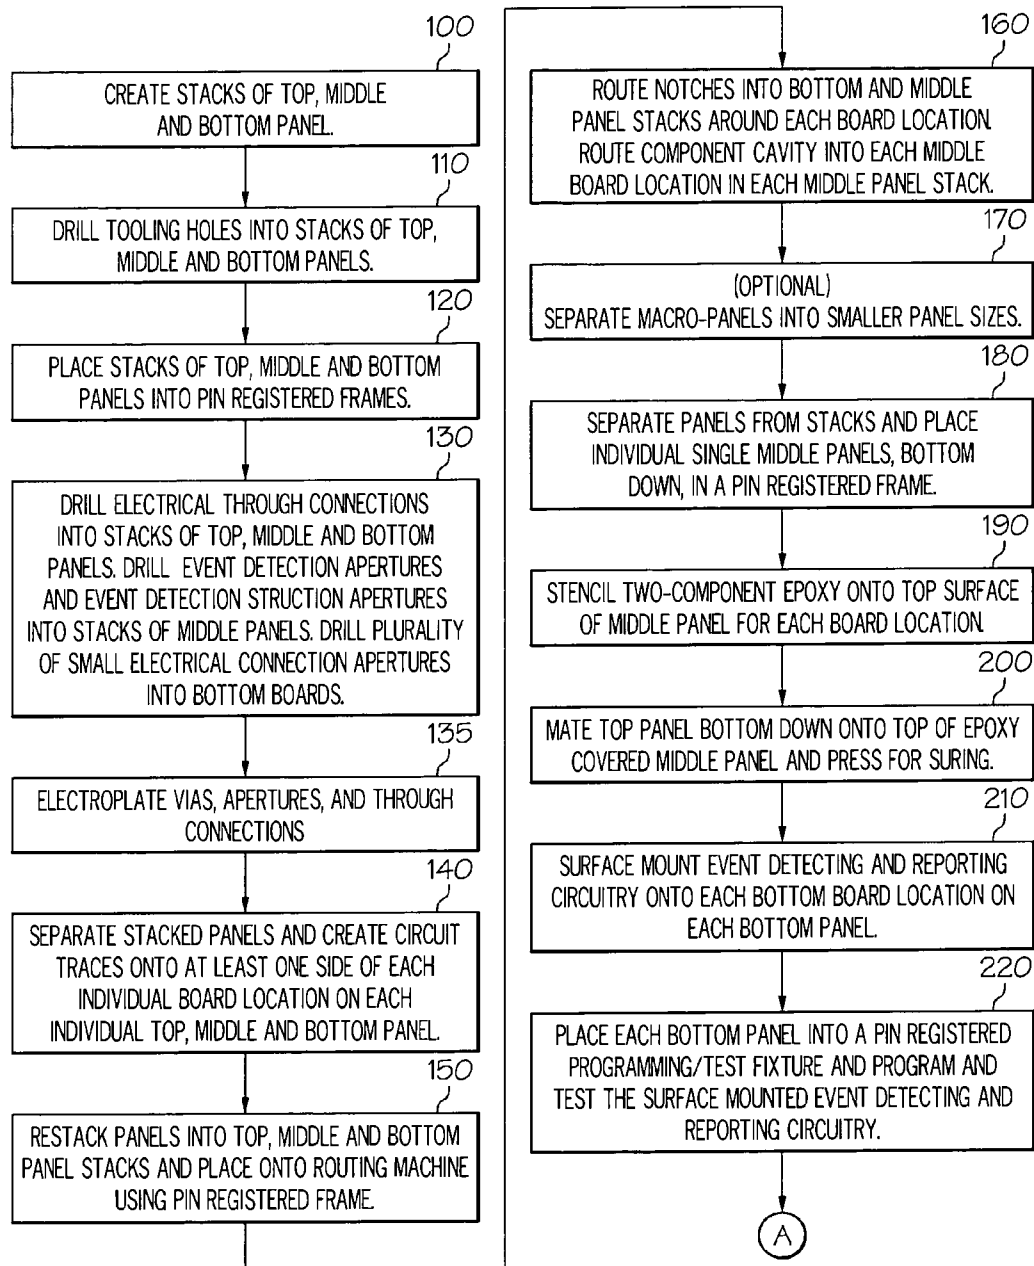 100
CREATE STACKS OF TOP, MIDDLE
AND BOTTOM PANEL.
110
DRILL TOOLING HOLES INTO STACKS OF TOP,
MIDDLE AND BOTTOM PANELS.
120
PLACE STACKS OF TOP, MIDDLE AND BOTTOM
PANELS INTO PIN REGISTERED FRAMES.
130
DRILL ELECTRICAL THROUGH CONNECTIONS
INTO STACKS OF TOP, MIDDLE AND BOTTOM
PANELS. DRILL EVENT DETECTION APERTURES
AND EVENT DETECTION STRUCTION APERTURES
INTO STACKS OF MIDDLE PANELS. DRILL PLURALITY
OF SMALL ELECTRICAL CONNECTION APERTURES
INTO BOTTOM BOARDS.
135
ELECTROPLATE VIAS, APERTURES, AND THROUGH
CONNECTIONS
140
SEPARATE STACKED PANELS AND CREATE CIRCUIT
TRACES ONTO AT LEAST ONE SIDE OF EACH
INDIVIDUAL BOARD LOCATION ON EACH
INDIVIDUAL TOP, MIDDLE AND BOTTOM PANEL.
150
RESTACK PANELS INTO TOP, MIDDLE AND BOTTOM
PANEL STACKS AND PLACE ONTO ROUTING MACHINE
USING PIN REGISTERED FRAME.
160
ROUTE NOTCHES INTO BOTTOM AND MIDDLE
PANEL STACKS AROUND EACH BOARD LOCATION.
ROUTE COMPONENT CAVITY INTO EACH MIDDLE
BOARD LOCATION IN EACH MIDDLE PANEL STACK.
170
(OPTIONAL)
SEPARATE MACRO-PANELS INTO SMALLER PANEL SIZES.
180
SEPARATE PANELS FROM STACKS AND PLACE
INDIVIDUAL SINGLE MIDDLE PANELS, BOTTOM
DOWN, IN A PIN REGISTERED FRAME.
190
STENCIL TWO-COMPONENT EPOXY ONTO TOP SURFACE
OF MIDDLE PANEL FOR EACH BOARD LOCATION.
200
MATE TOP PANEL BOTTOM DOWN ONTO TOP OF EPOXY
COVERED MIDDLE PANEL AND PRESS FOR SURING.
210
SURFACE MOUNT EVENT DETECTING AND REPORTING
CIRCUITRY ONTO EACH BOTTOM BOARD LOCATION ON
EACH BOTTOM PANEL.
220
PLACE EACH BOTTOM PANEL INTO A PIN REGISTERED
PROGRAMMING/TEST FIXTURE AND PROGRAM AND
TEST THE SURFACE MOUNTED EVENT DETECTING AND
REPORTING CIRCUITRY.
A